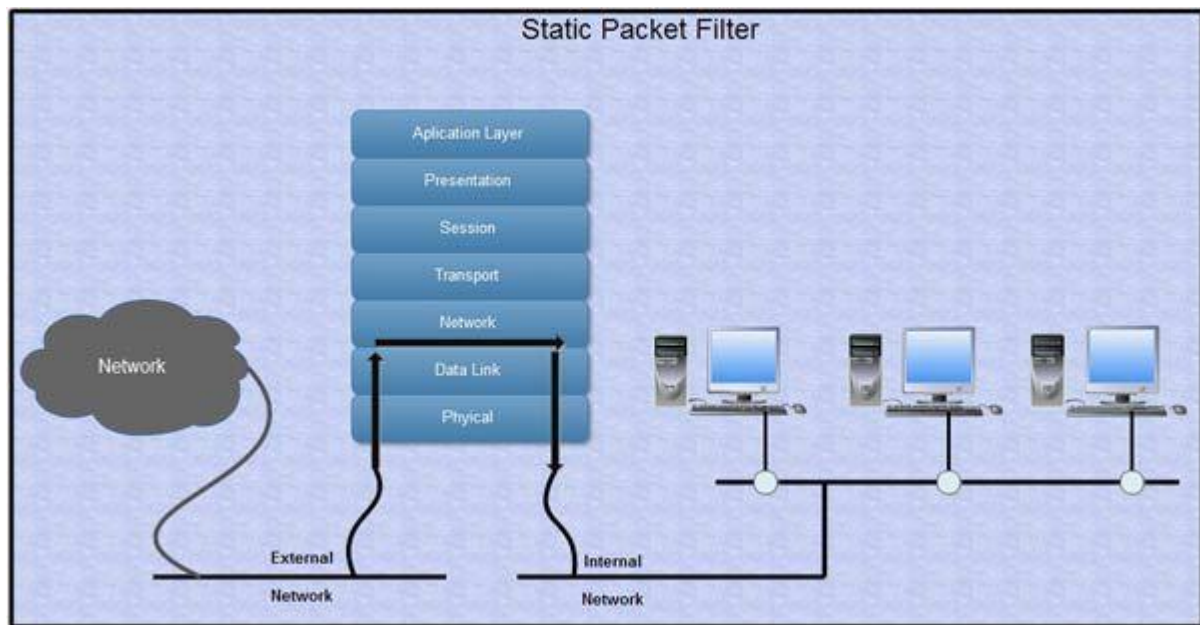 Static Packet Filter
Aplication Layer
Presentation
Session
Transport
Network
Data Link
Phyical
Network
External
Network
Internal
Network